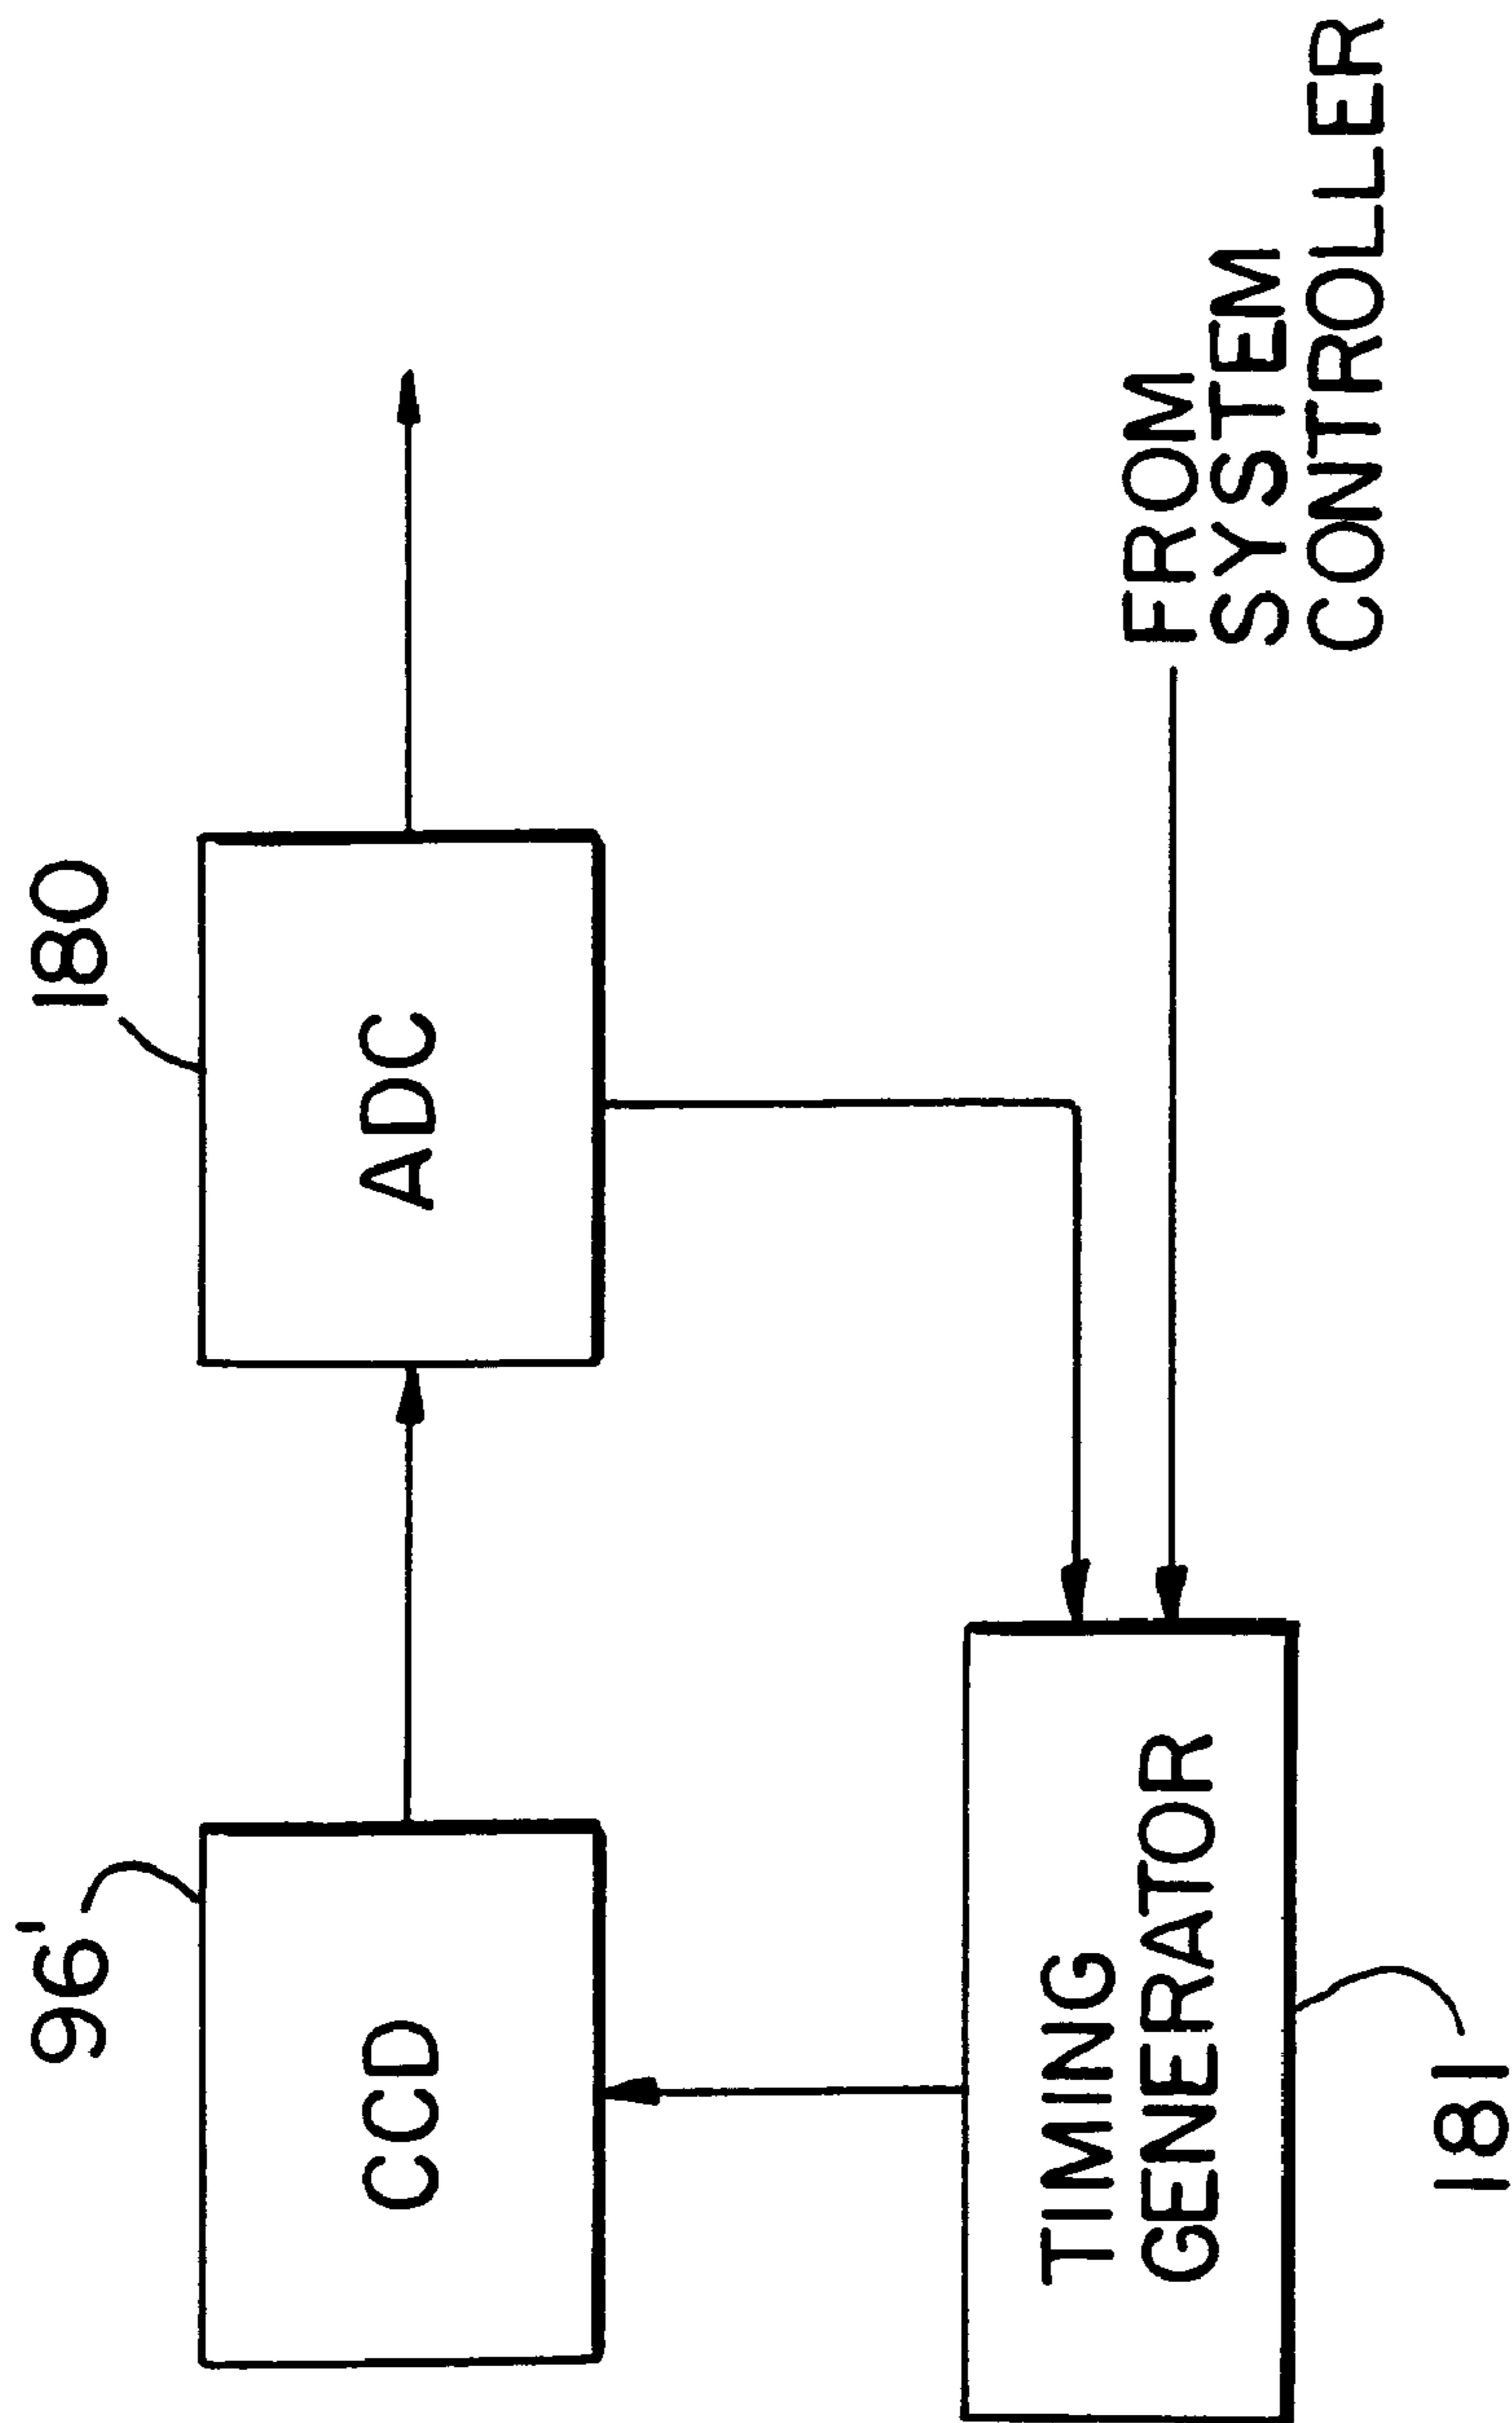 96'
180
CCD
ADC
TIMING
GENERATOR
FROM
SYSTEM
CONTROLLER
181